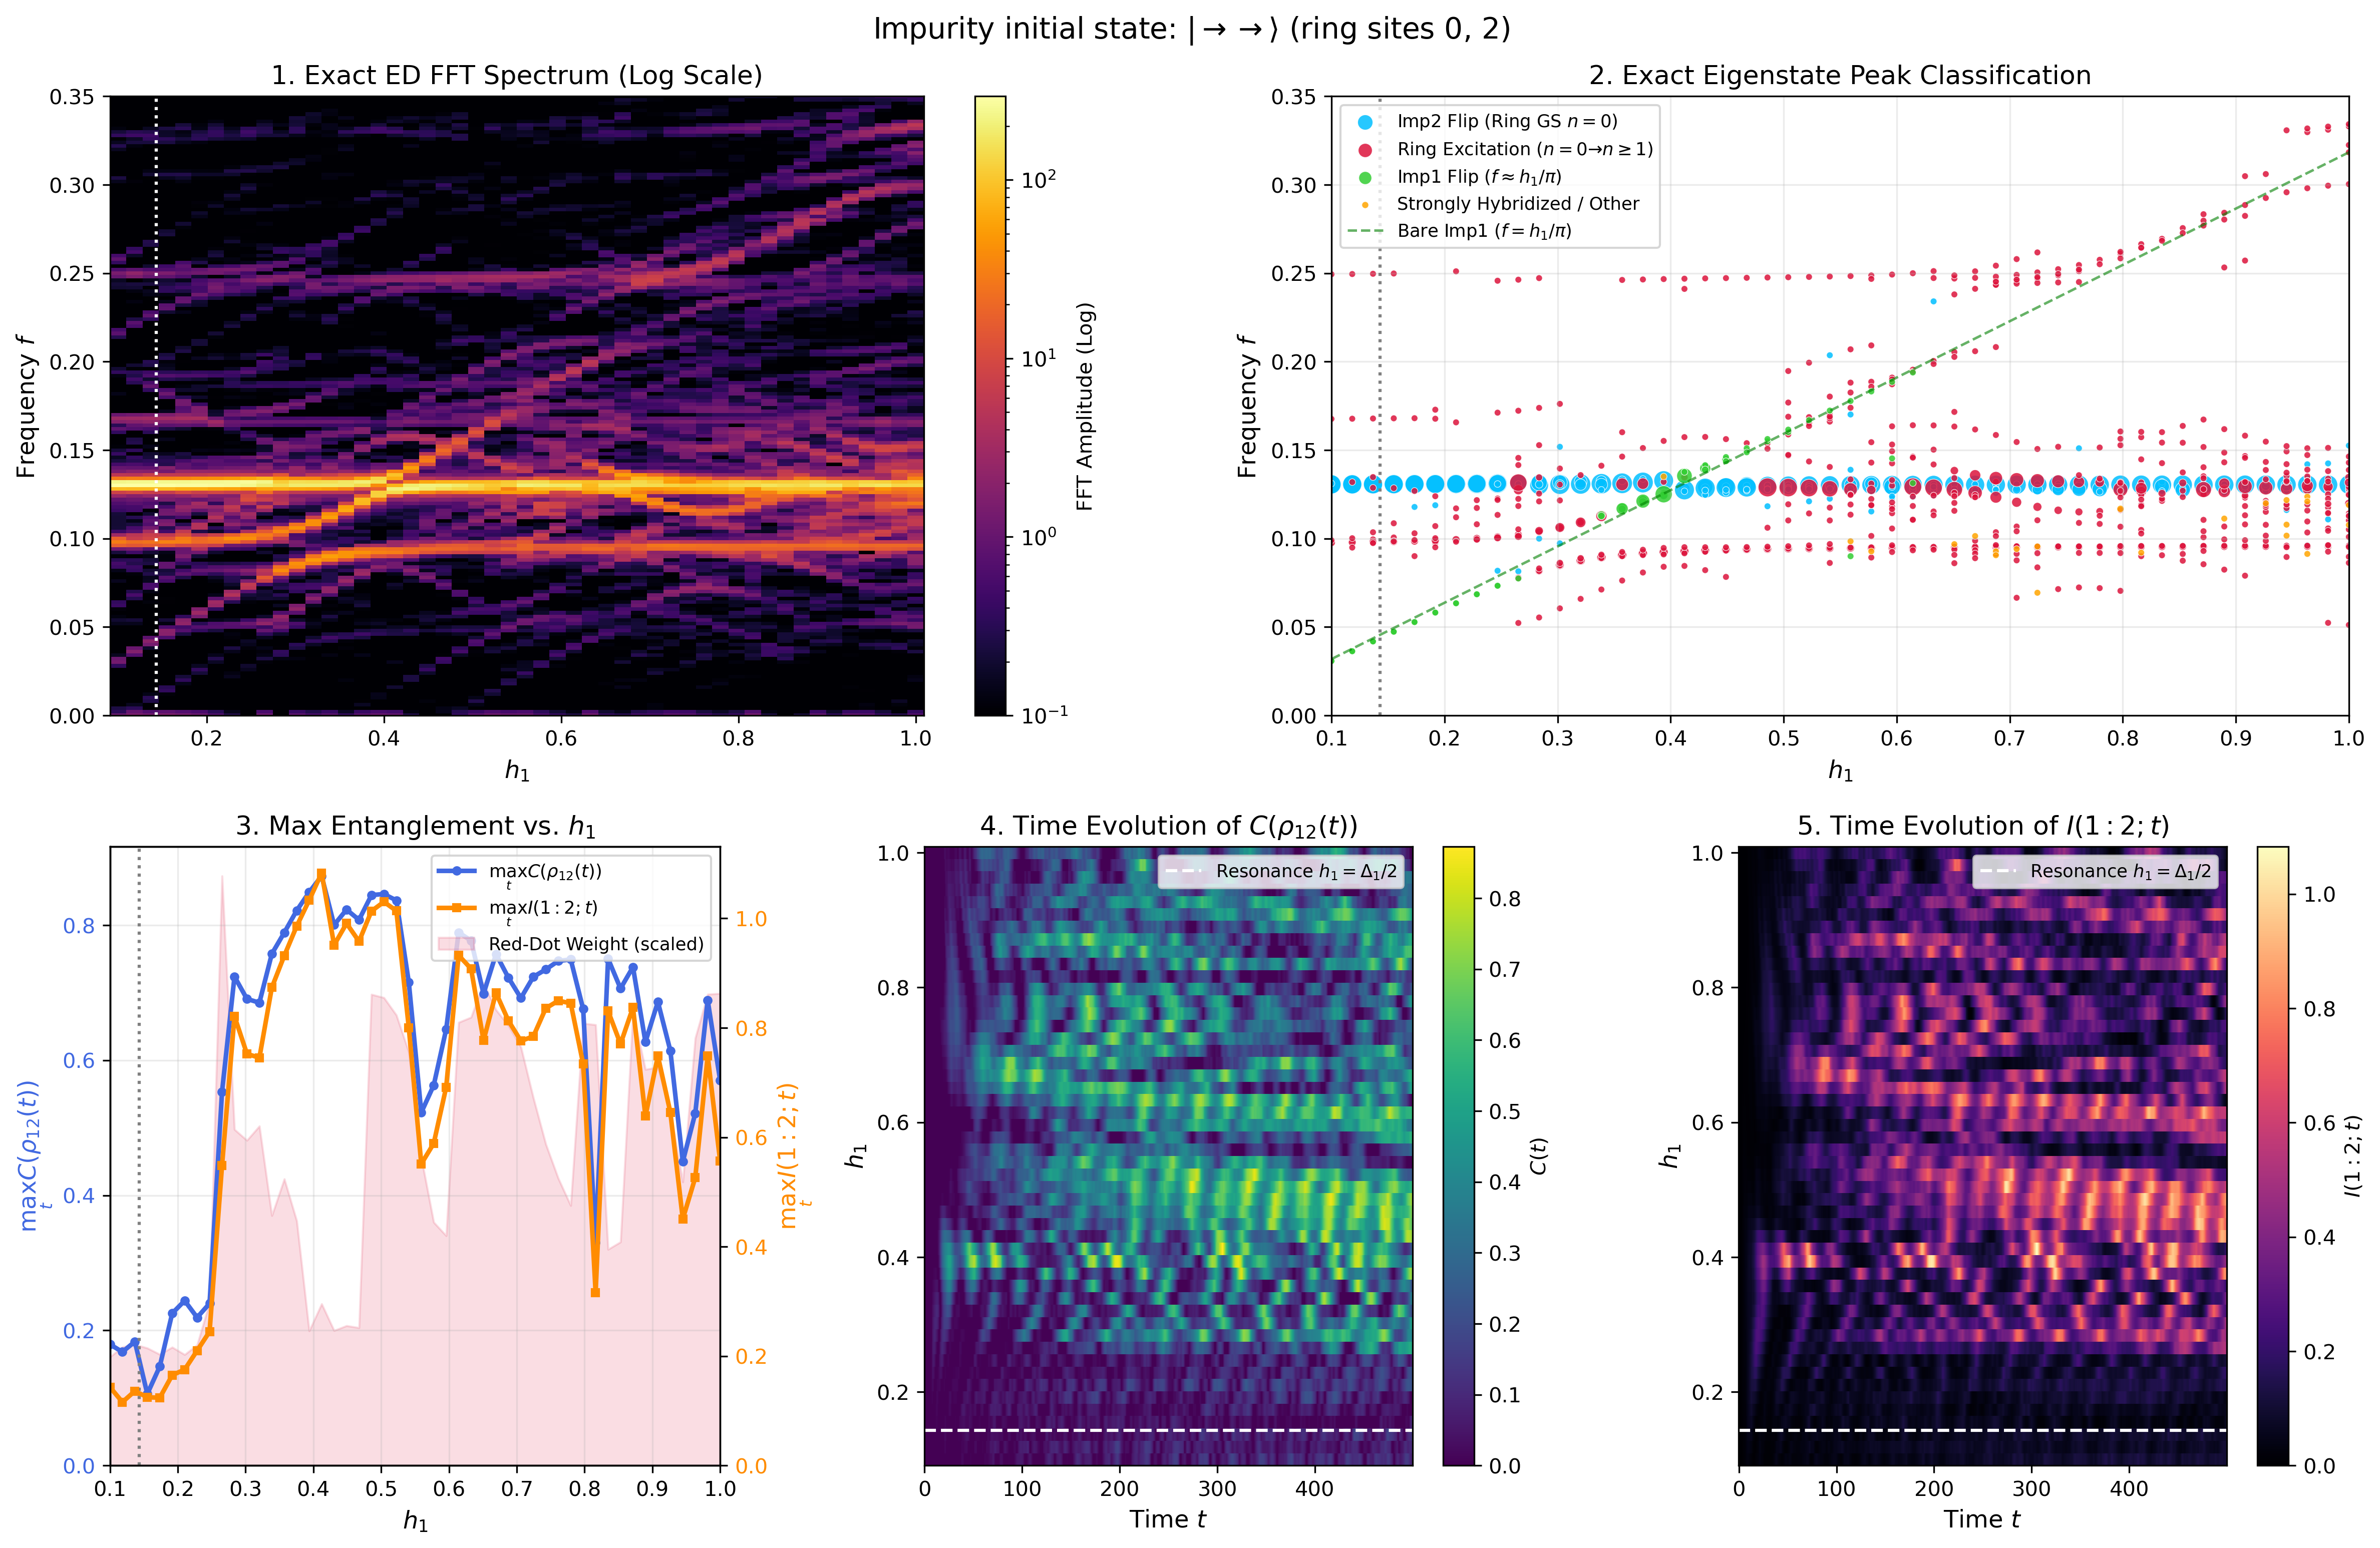 Impurity initial state: |→→⟩ (ring sites 0, 2)
1. Exact ED FFT Spectrum (Log Scale)
0.35
0.30
0.25
0.20
0.15
0.10
0.05
0.00
Frequency f
0.2 0.4 0.6 0.8 1.0
h₁
10²
10¹
10⁰
10⁻¹
FFT Amplitude (Log)
2. Exact Eigenstate Peak Classification
0.35
0.30
0.25
0.20
0.15
0.10
0.05
0.00
Frequency f
Imp2 Flip (Ring GS n = 0)
Ring Excitation (n = 0→n ≥ 1)
Imp1 Flip (f ≈ h₁/π)
Strongly Hybridized / Other
Bare Imp1 (f = h₁/π)
0.1 0.2 0.3 0.4 0.5 0.6 0.7 0.8 0.9 1.0
h₁
3. Max Entanglement vs. h₁
0.8
0.6
0.4
0.2
0.0
max C(ρ₁₂(t))
t
max C(ρ₁₂(t))
t
max I(1 : 2; t)
t
Red-Dot Weight (scaled)
1.0
0.8
0.6
0.4
0.2
0.0
max I(1 : 2; t)
t
0.1 0.2 0.3 0.4 0.5 0.6 0.7 0.8 0.9 1.0
h₁
4. Time Evolution of C(ρ₁₂(t))
Resonance h₁ = Δ₁/2
1.0
0.8
0.6
0.4
0.2
h₁
0 100 200 300 400
Time t
0.8
0.7
0.6
0.5
0.4
0.3
0.2
0.1
0.0
C(t)
5. Time Evolution of I(1 : 2; t)
Resonance h₁ = Δ₁/2
1.0
0.8
0.6
0.4
0.2
h₁
0 100 200 300 400
Time t
1.0
0.8
0.6
0.4
0.2
0.0
I(1 : 2; t)